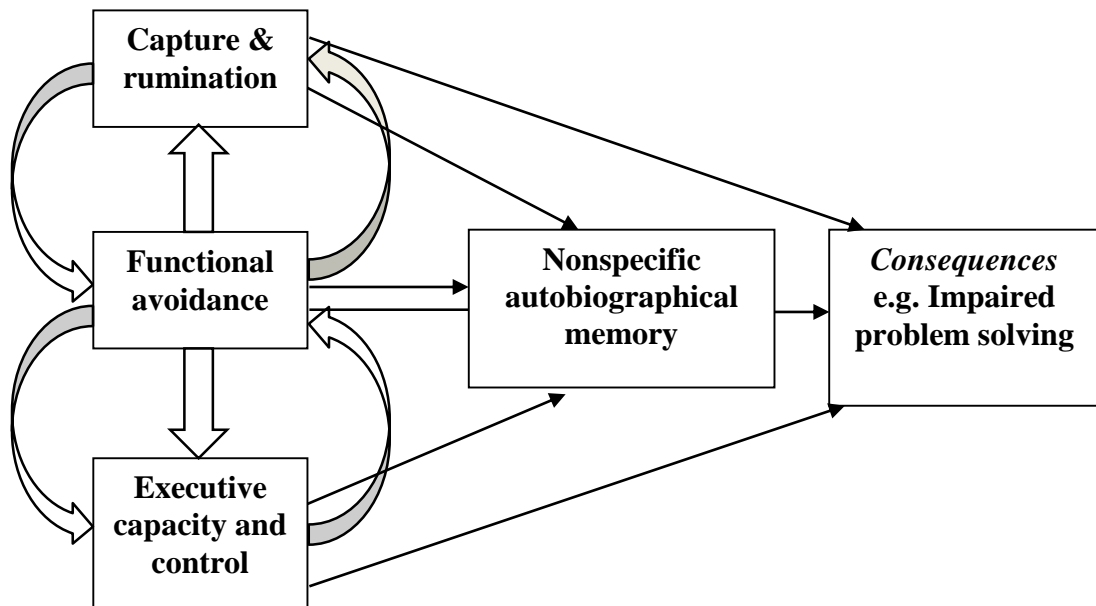 Capture &
rumination
Functional
avoidance
Executive
capacity and
control
Nonspecific
autobiographical
memory
Consequences
e.g. Impaired
problem solving